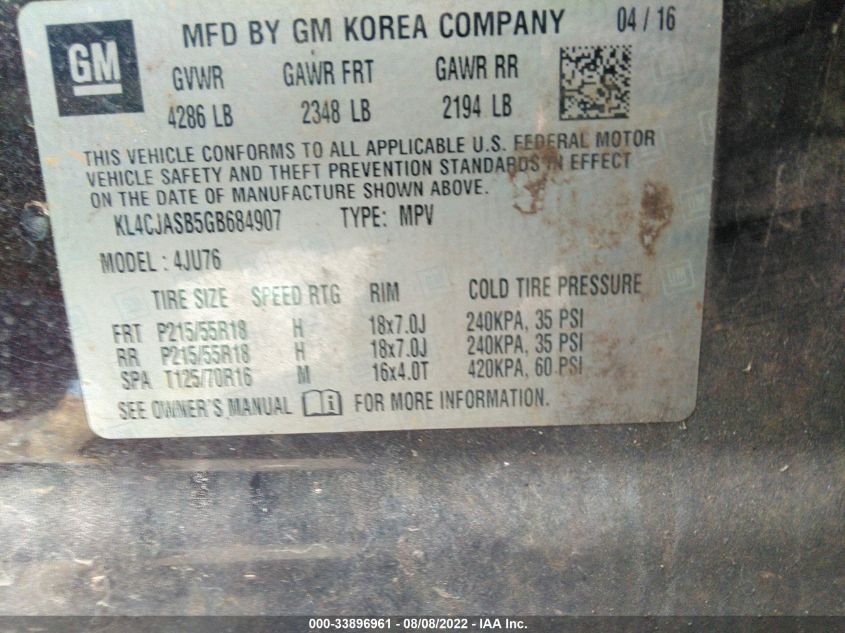 GM
MFD BY GM KOREA COMPANY 04 / 16
GVWR GAWR FRT GAWR RR
4286 LB 2348 LB 2194 LB
THIS VEHICLE CONFORMS TO ALL APPLICABLE U.S. FEDERAL MOTOR
VEHICLE SAFETY AND THEFT PREVENTION STANDARDS IN EFFECT
ON THE DATE OF MANUFACTURE SHOWN ABOVE.
KL4CJASB5GB684907 TYPE: MPV
MODEL : 4JU76
TIRE SIZE SPEED RTG RIM COLD TIRE PRESSURE
FRT P215/55R18 H 18x7.0J 240KPA, 35 PSI
RR P215/55R18 H 18x7.0J 240KPA, 35 PSI
SPA T125/70R16 M 16x4.0T 420KPA, 60 PSI
SEE OWNER'S MANUAL i FOR MORE INFORMATION.
000-33896961 - 08/08/2022 - IAA Inc.